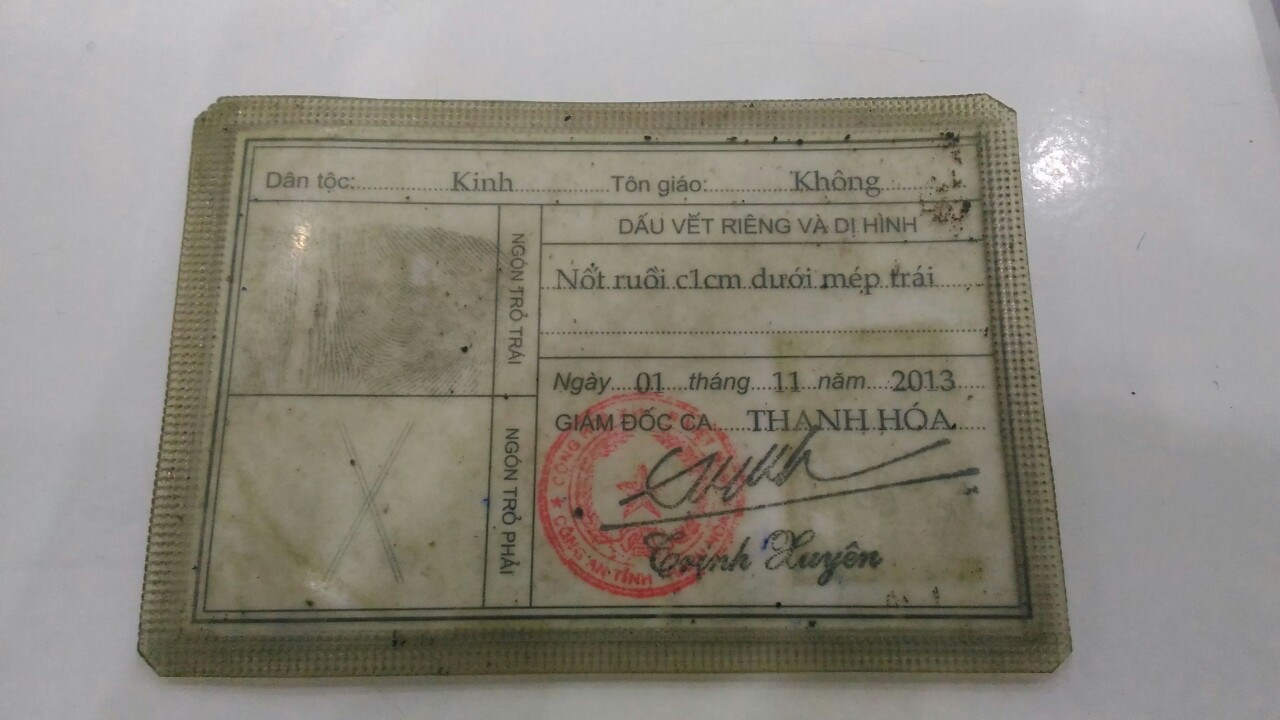 Dân tộc: Kinh Tôn giáo: Không
NGÓN TRỎ TRÁI
NGÓN TRỎ PHẢI
DẤU VẾT RIÊNG VÀ DỊ HÌNH
Nốt ruồi c1cm dưới mép trái
Ngày 01 tháng 11 năm 2013
GIÁM ĐỐC CA THANH HÓA
CÔNG AN TỈNH
Trịnh Xuyên